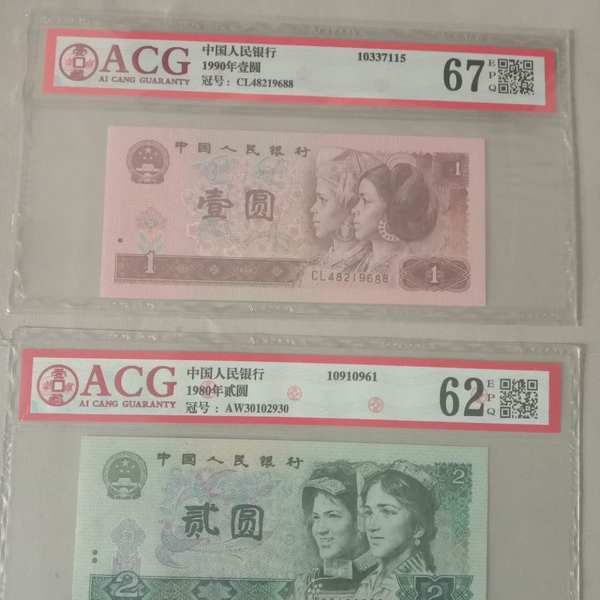 ACG
AI CANG GUARANTY
中国人民银行
1990年壹圆
冠号：CL48219688
10337115
67
EPQ
中国人民银行
壹圆
1
CL48219688
1
1
ACG
AI CANG GUARANTY
中国人民银行
1980年贰圆
冠号：AW30102930
10910961
62
EPQ
中国人民银行
贰圆
2
2
2